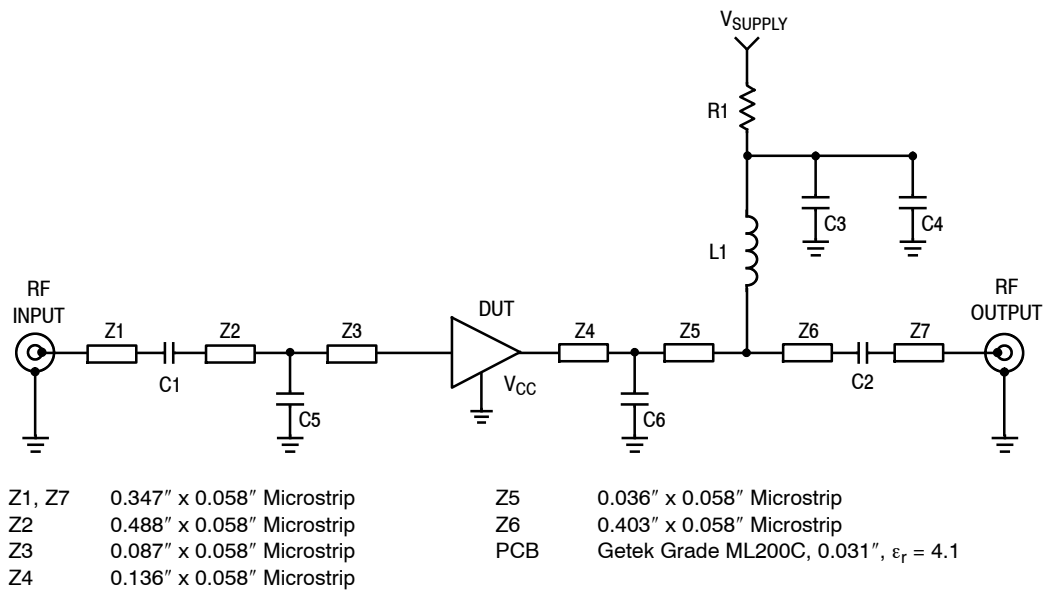 V_SUPPLY
R1
C3
C4
L1
RF
INPUT
Z1
C1
Z2
C5
Z3
DUT
V_CC
Z4
C6
Z5
Z6
C2
Z7
RF
OUTPUT
Z1, Z7 0.347″ x 0.058″ Microstrip
Z2 0.488″ x 0.058″ Microstrip
Z3 0.087″ x 0.058″ Microstrip
Z4 0.136″ x 0.058″ Microstrip
Z5 0.036″ x 0.058″ Microstrip
Z6 0.403″ x 0.058″ Microstrip
PCB Getek Grade ML200C, 0.031″, ε_r = 4.1